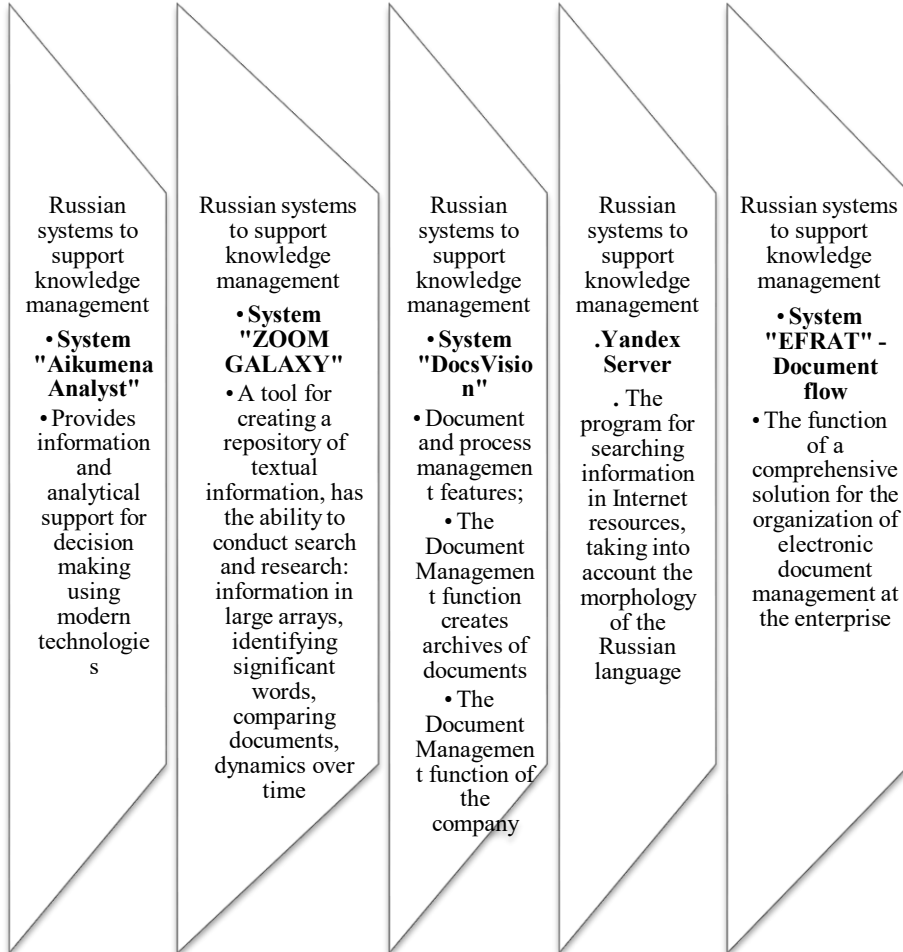 Russian
systems to
support
knowledge
management
• System
"Aikumena
Analyst"
• Provides
information
and
analytical
support for
decision
making
using
modern
technologie
s
Russian systems
to support
knowledge
management
• System
"ZOOM
GALAXY"
• A tool for
creating a
repository of
textual
information, has
the ability to
conduct search
and research:
information in
large arrays,
identifying
significant
words,
comparing
documents,
dynamics over
time
Russian
systems to
support
knowledge
management
• System
"DocsVisio
n"
• Document
and process
managemen
t features;
• The
Document
Managemen
t function
creates
archives of
documents
• The
Document
Managemen
t function of
the
company
Russian
systems to
support
knowledge
management
.Yandex
Server
. The
program for
searching
information
in Internet
resources,
taking into
account the
morphology
of the
Russian
language
Russian systems
to support
knowledge
management
• System
"EFRAT" -
Document
flow
• The function
of a
comprehensive
solution for the
organization of
electronic
document
management at
the enterprise